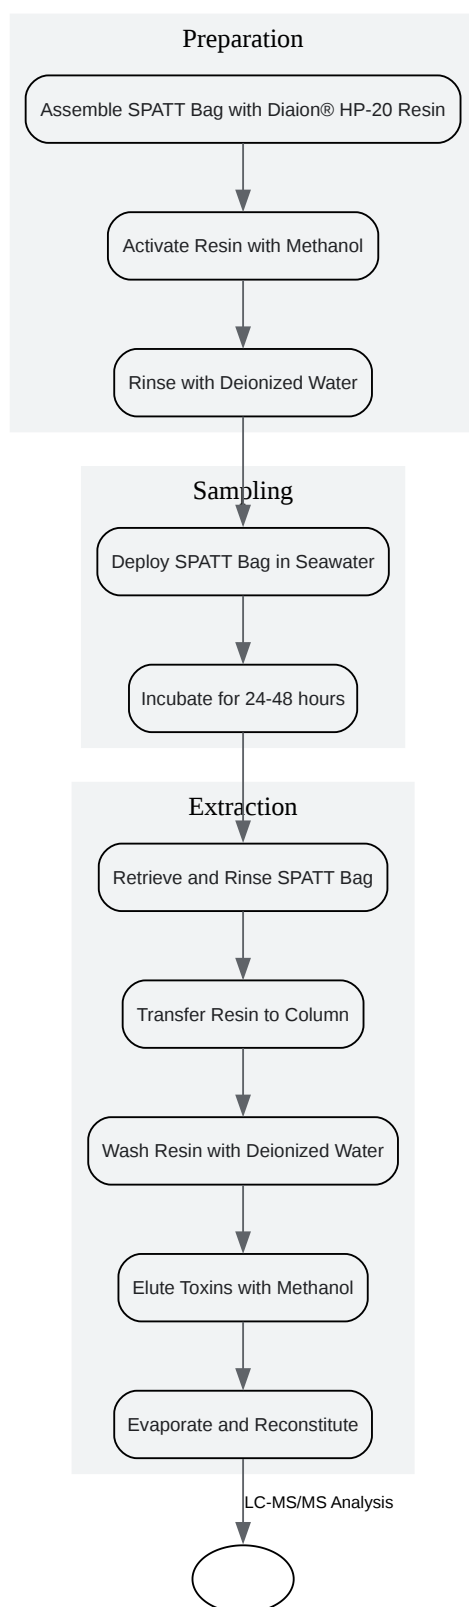 Preparation
Assemble SPATT Bag with Diaion® HP-20 Resin
Activate Resin with Methanol
Rinse with Deionized Water
Sampling
Deploy SPATT Bag in Seawater
Incubate for 24-48 hours
Extraction
Retrieve and Rinse SPATT Bag
Transfer Resin to Column
Wash Resin with Deionized Water
Elute Toxins with Methanol
Evaporate and Reconstitute
LC-MS/MS Analysis